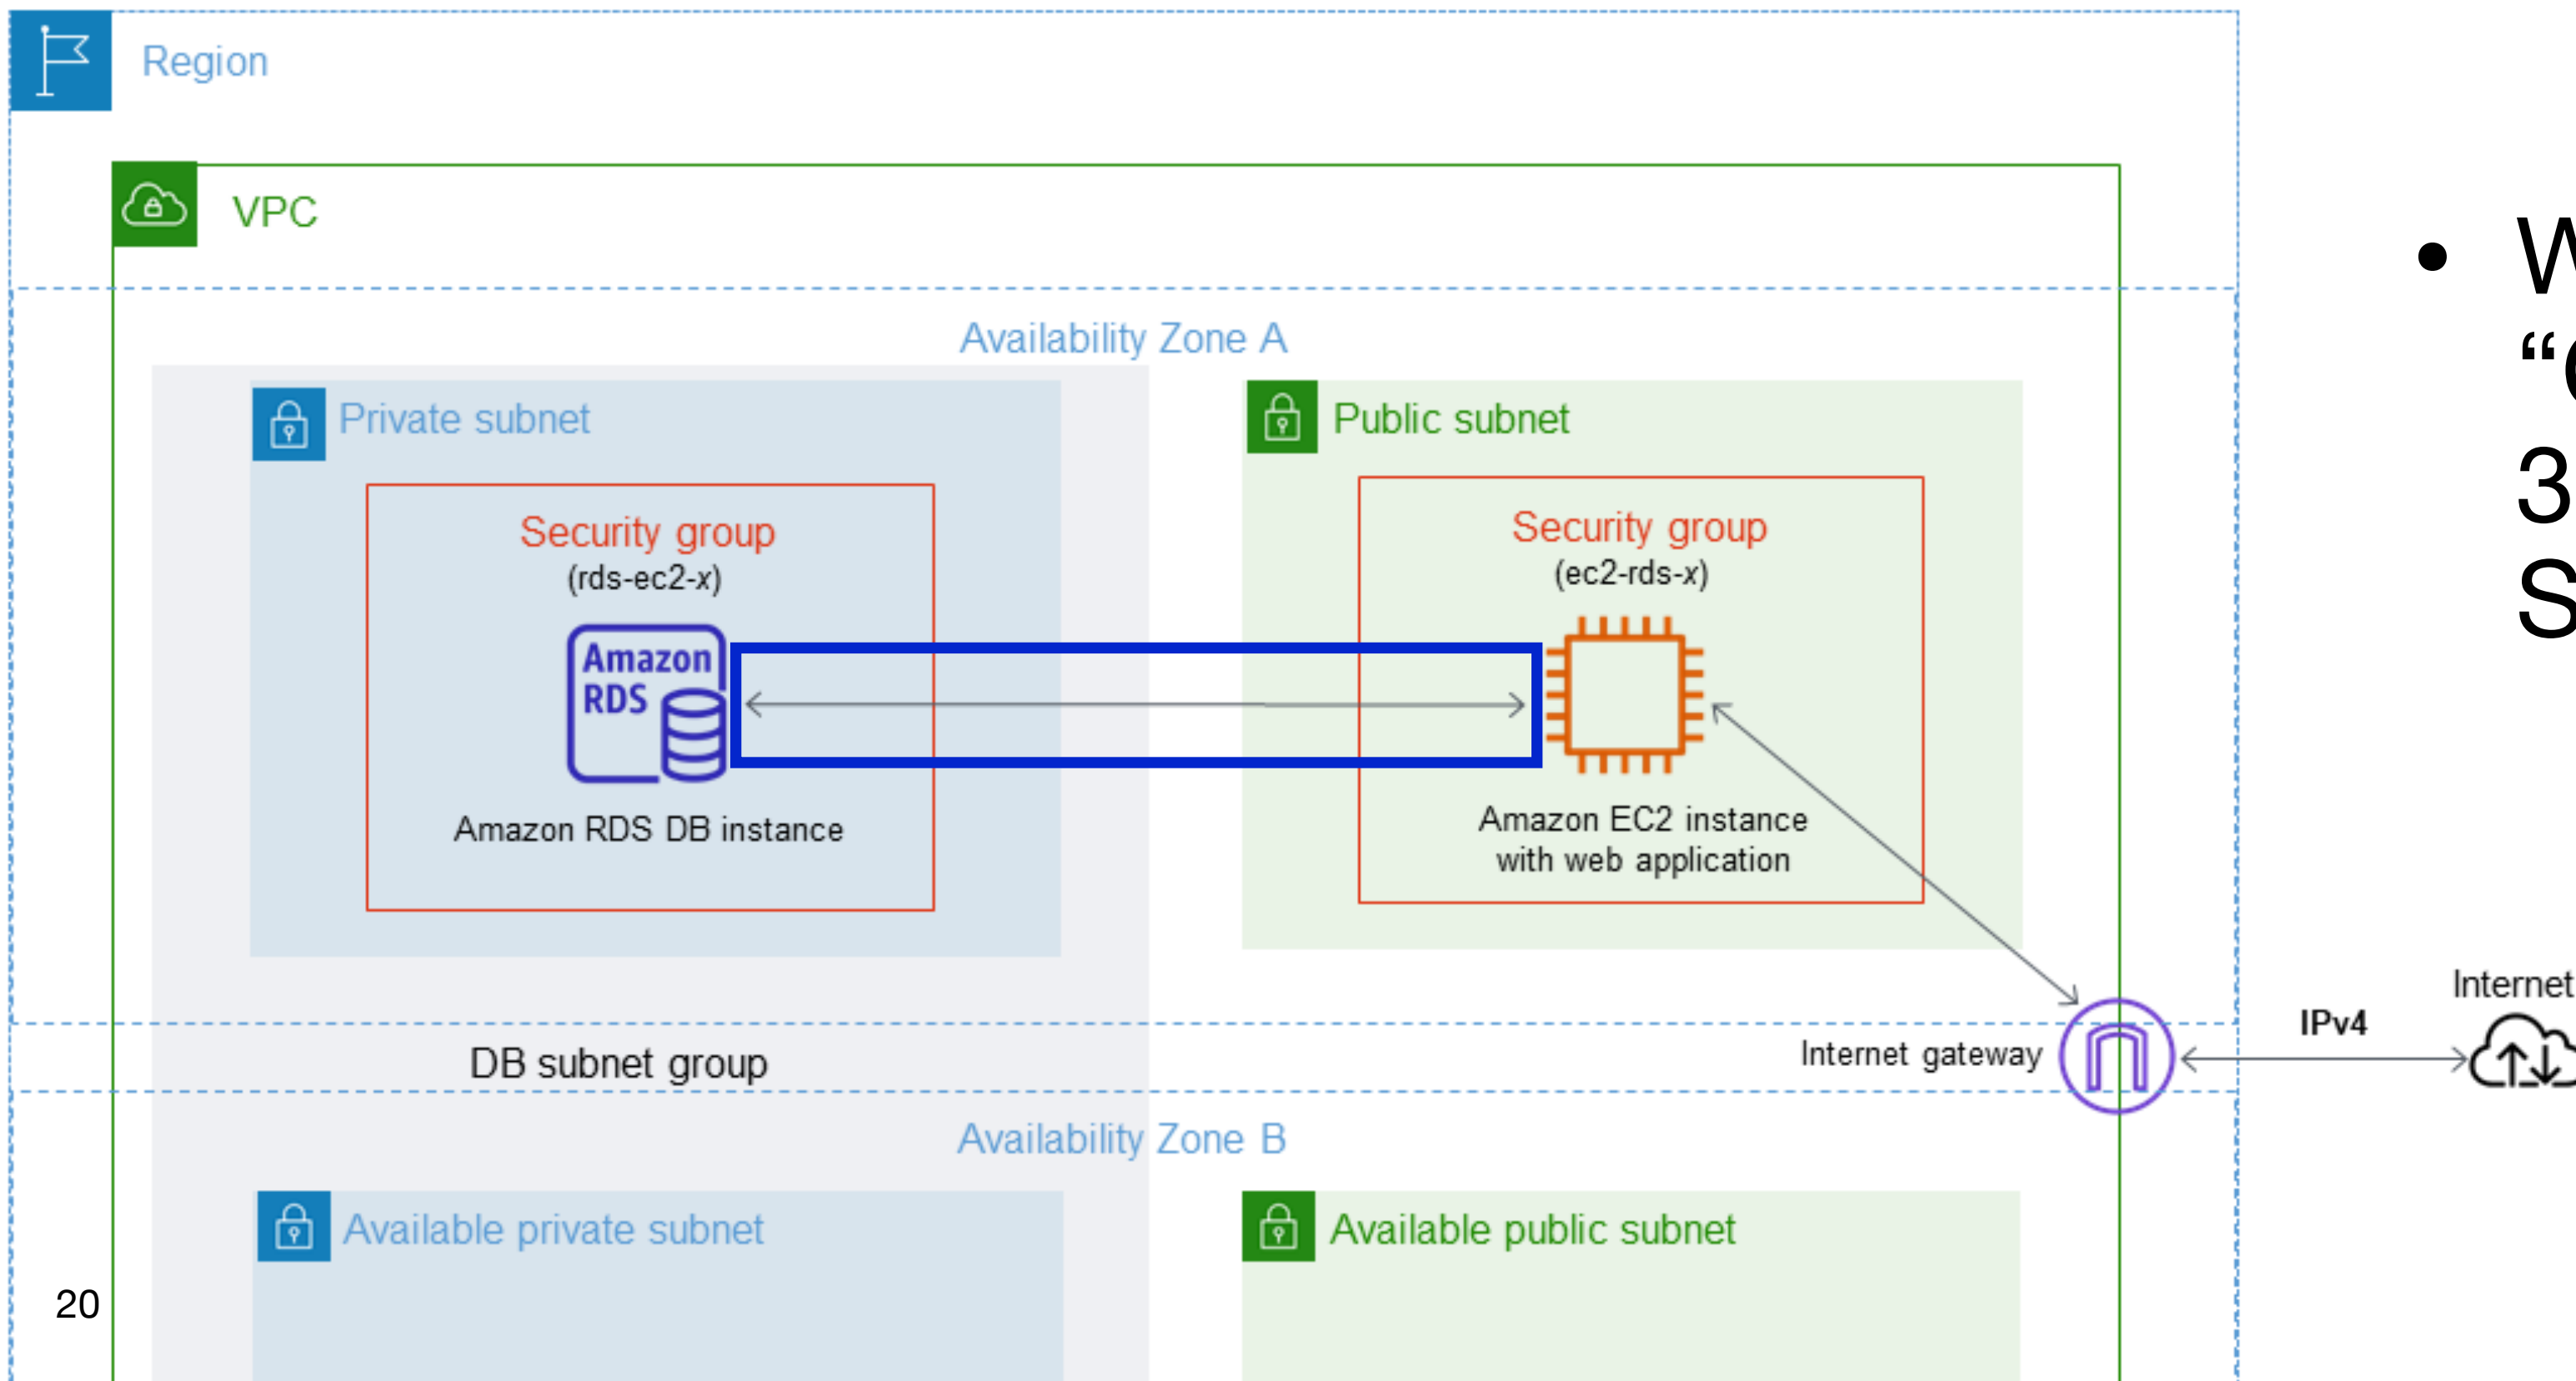 Region
VPC
Availability Zone A
Private subnet
Public subnet
Security group
(rds-ec2-x)
Security group
(ec2-rds-x)
Amazon
RDS
Amazon RDS DB instance
Amazon EC2 instance
with web application
DB subnet group
Internet gateway
IPv4
Internet
Availability Zone B
Available private subnet
Available public subnet
20
• W
3
S